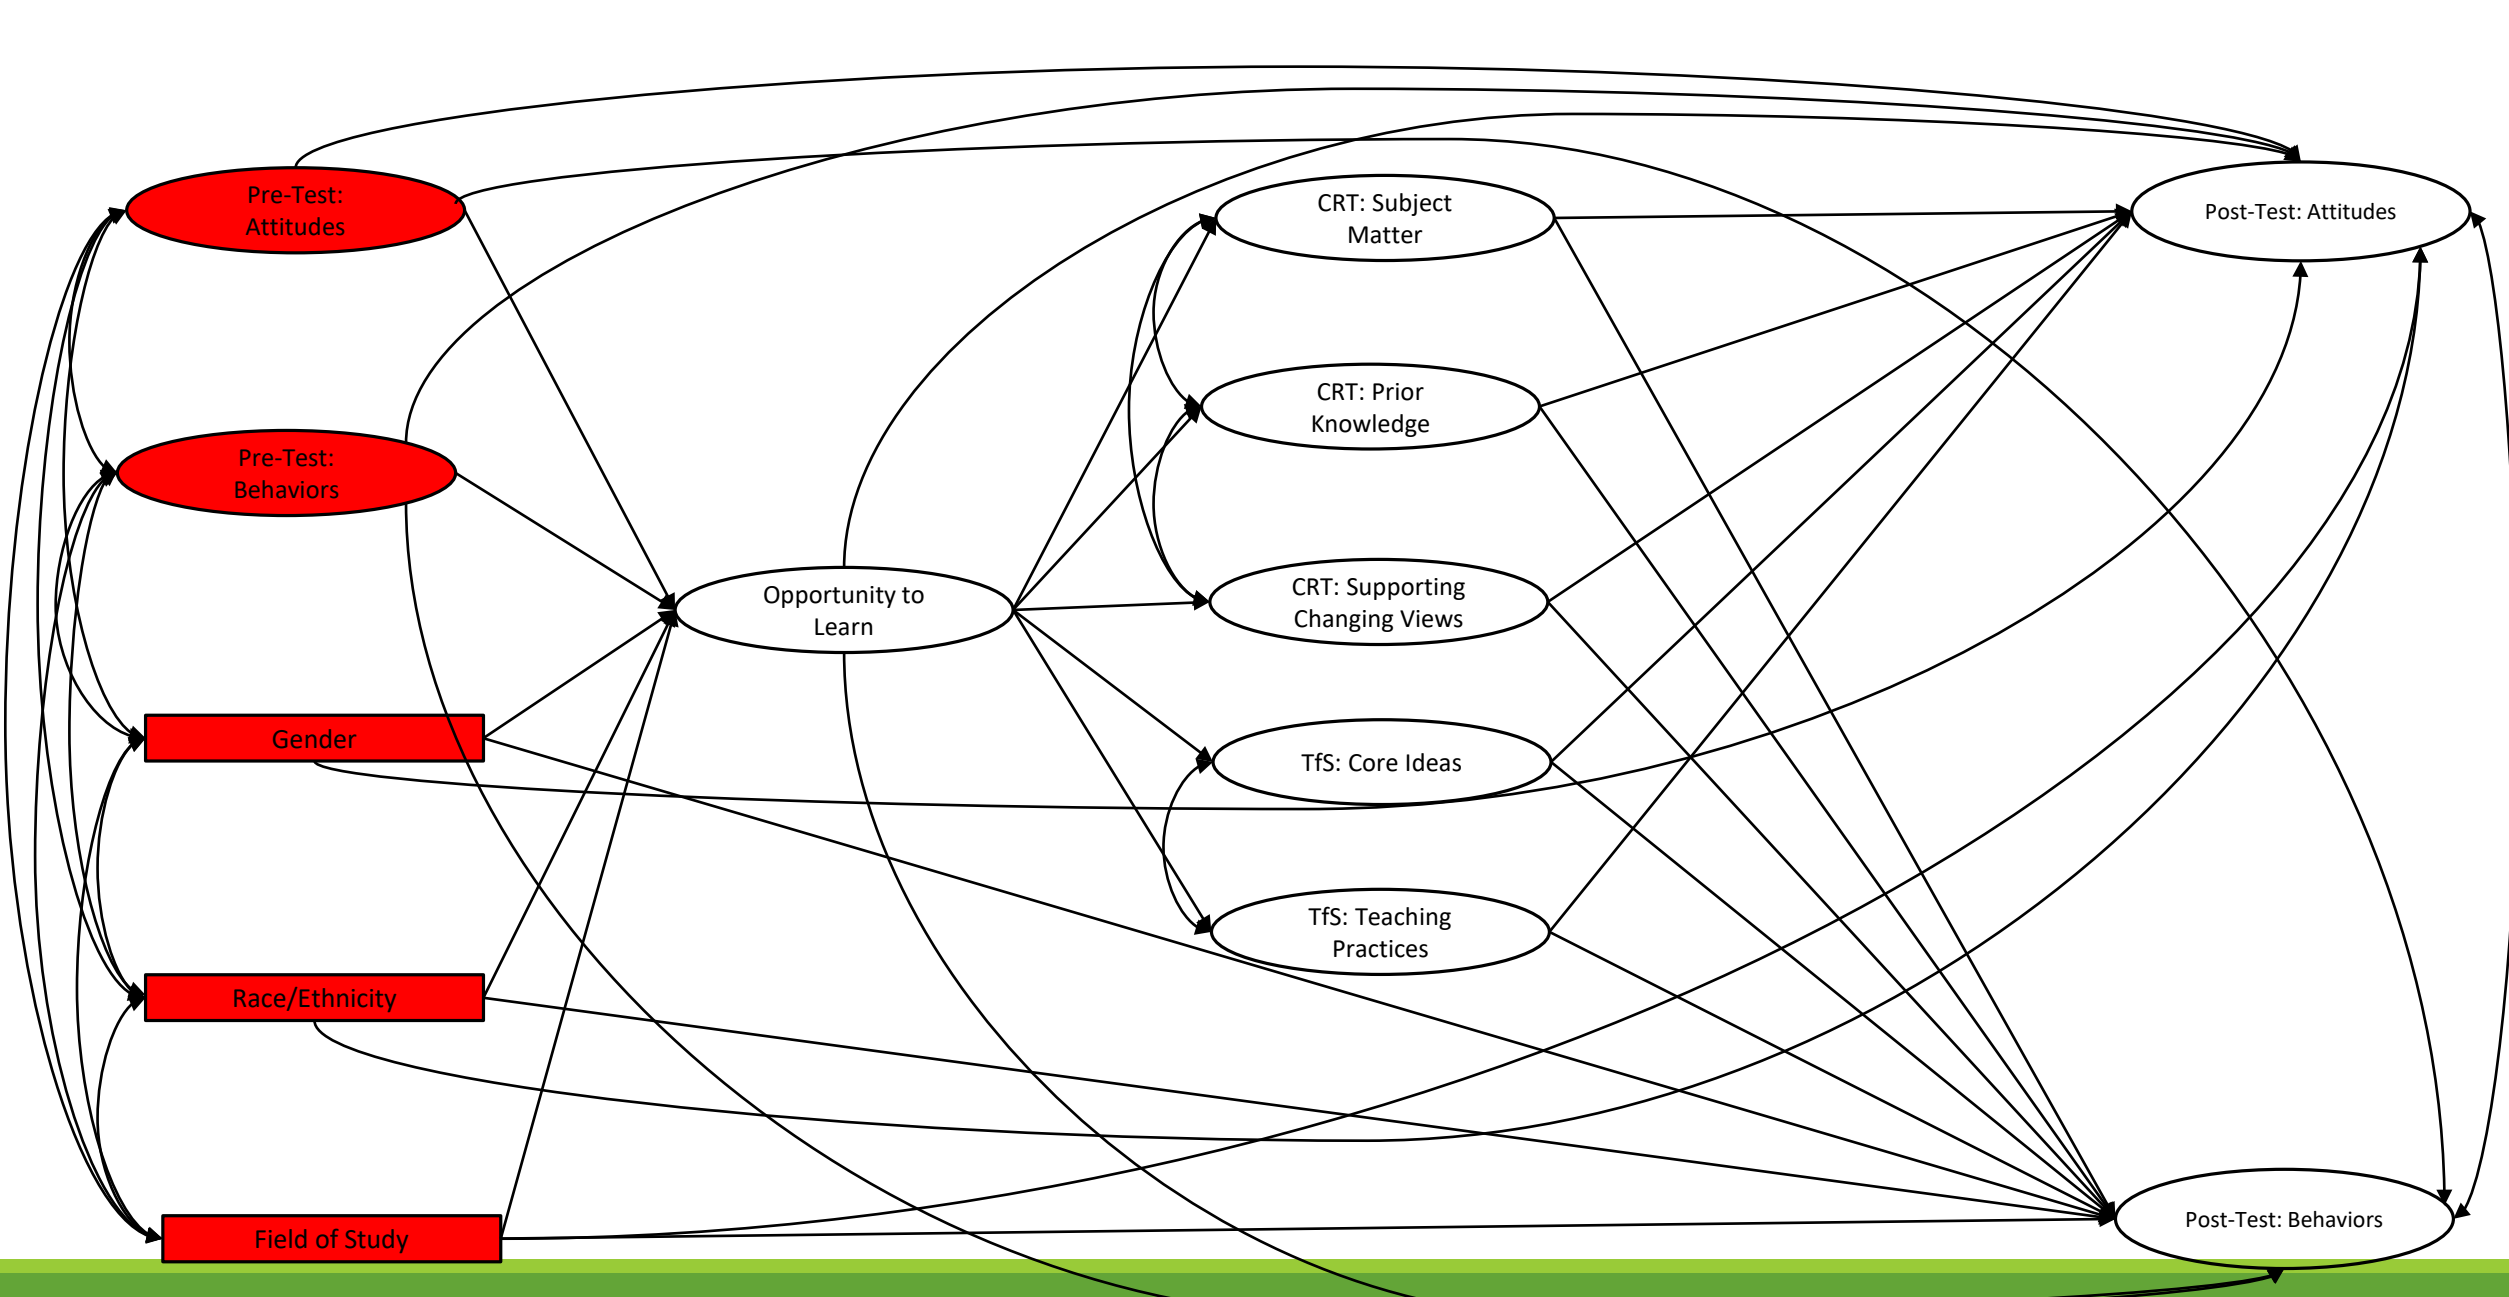 Pre-Test:
Attitudes
Pre-Test:
Behaviors
Gender
Race/Ethnicity
Field of Study
Opportunity to
Learn
CRT: Subject
Matter
CRT: Prior
Knowledge
CRT: Supporting
Changing Views
TfS: Core Ideas
TfS: Teaching
Practices
Post-Test: Attitudes
Post-Test: Behaviors